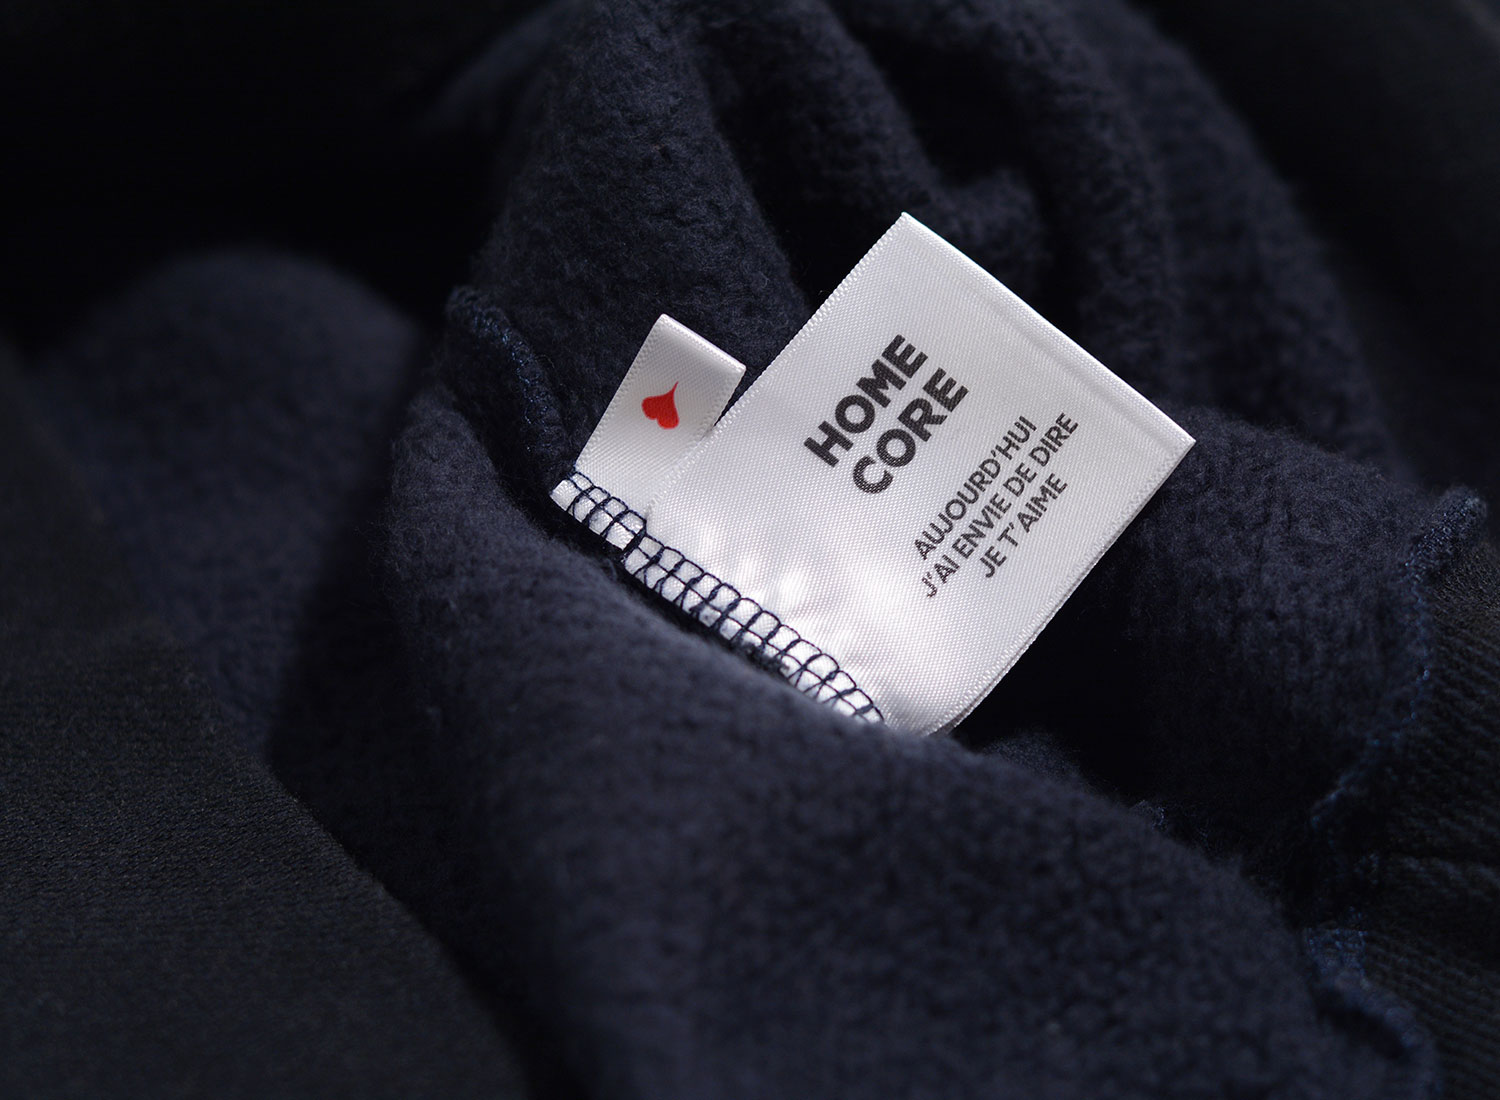 HOME
CORE
AUJOURD'HUI
J'AI ENVIE DE DIRE
JE T'AIME